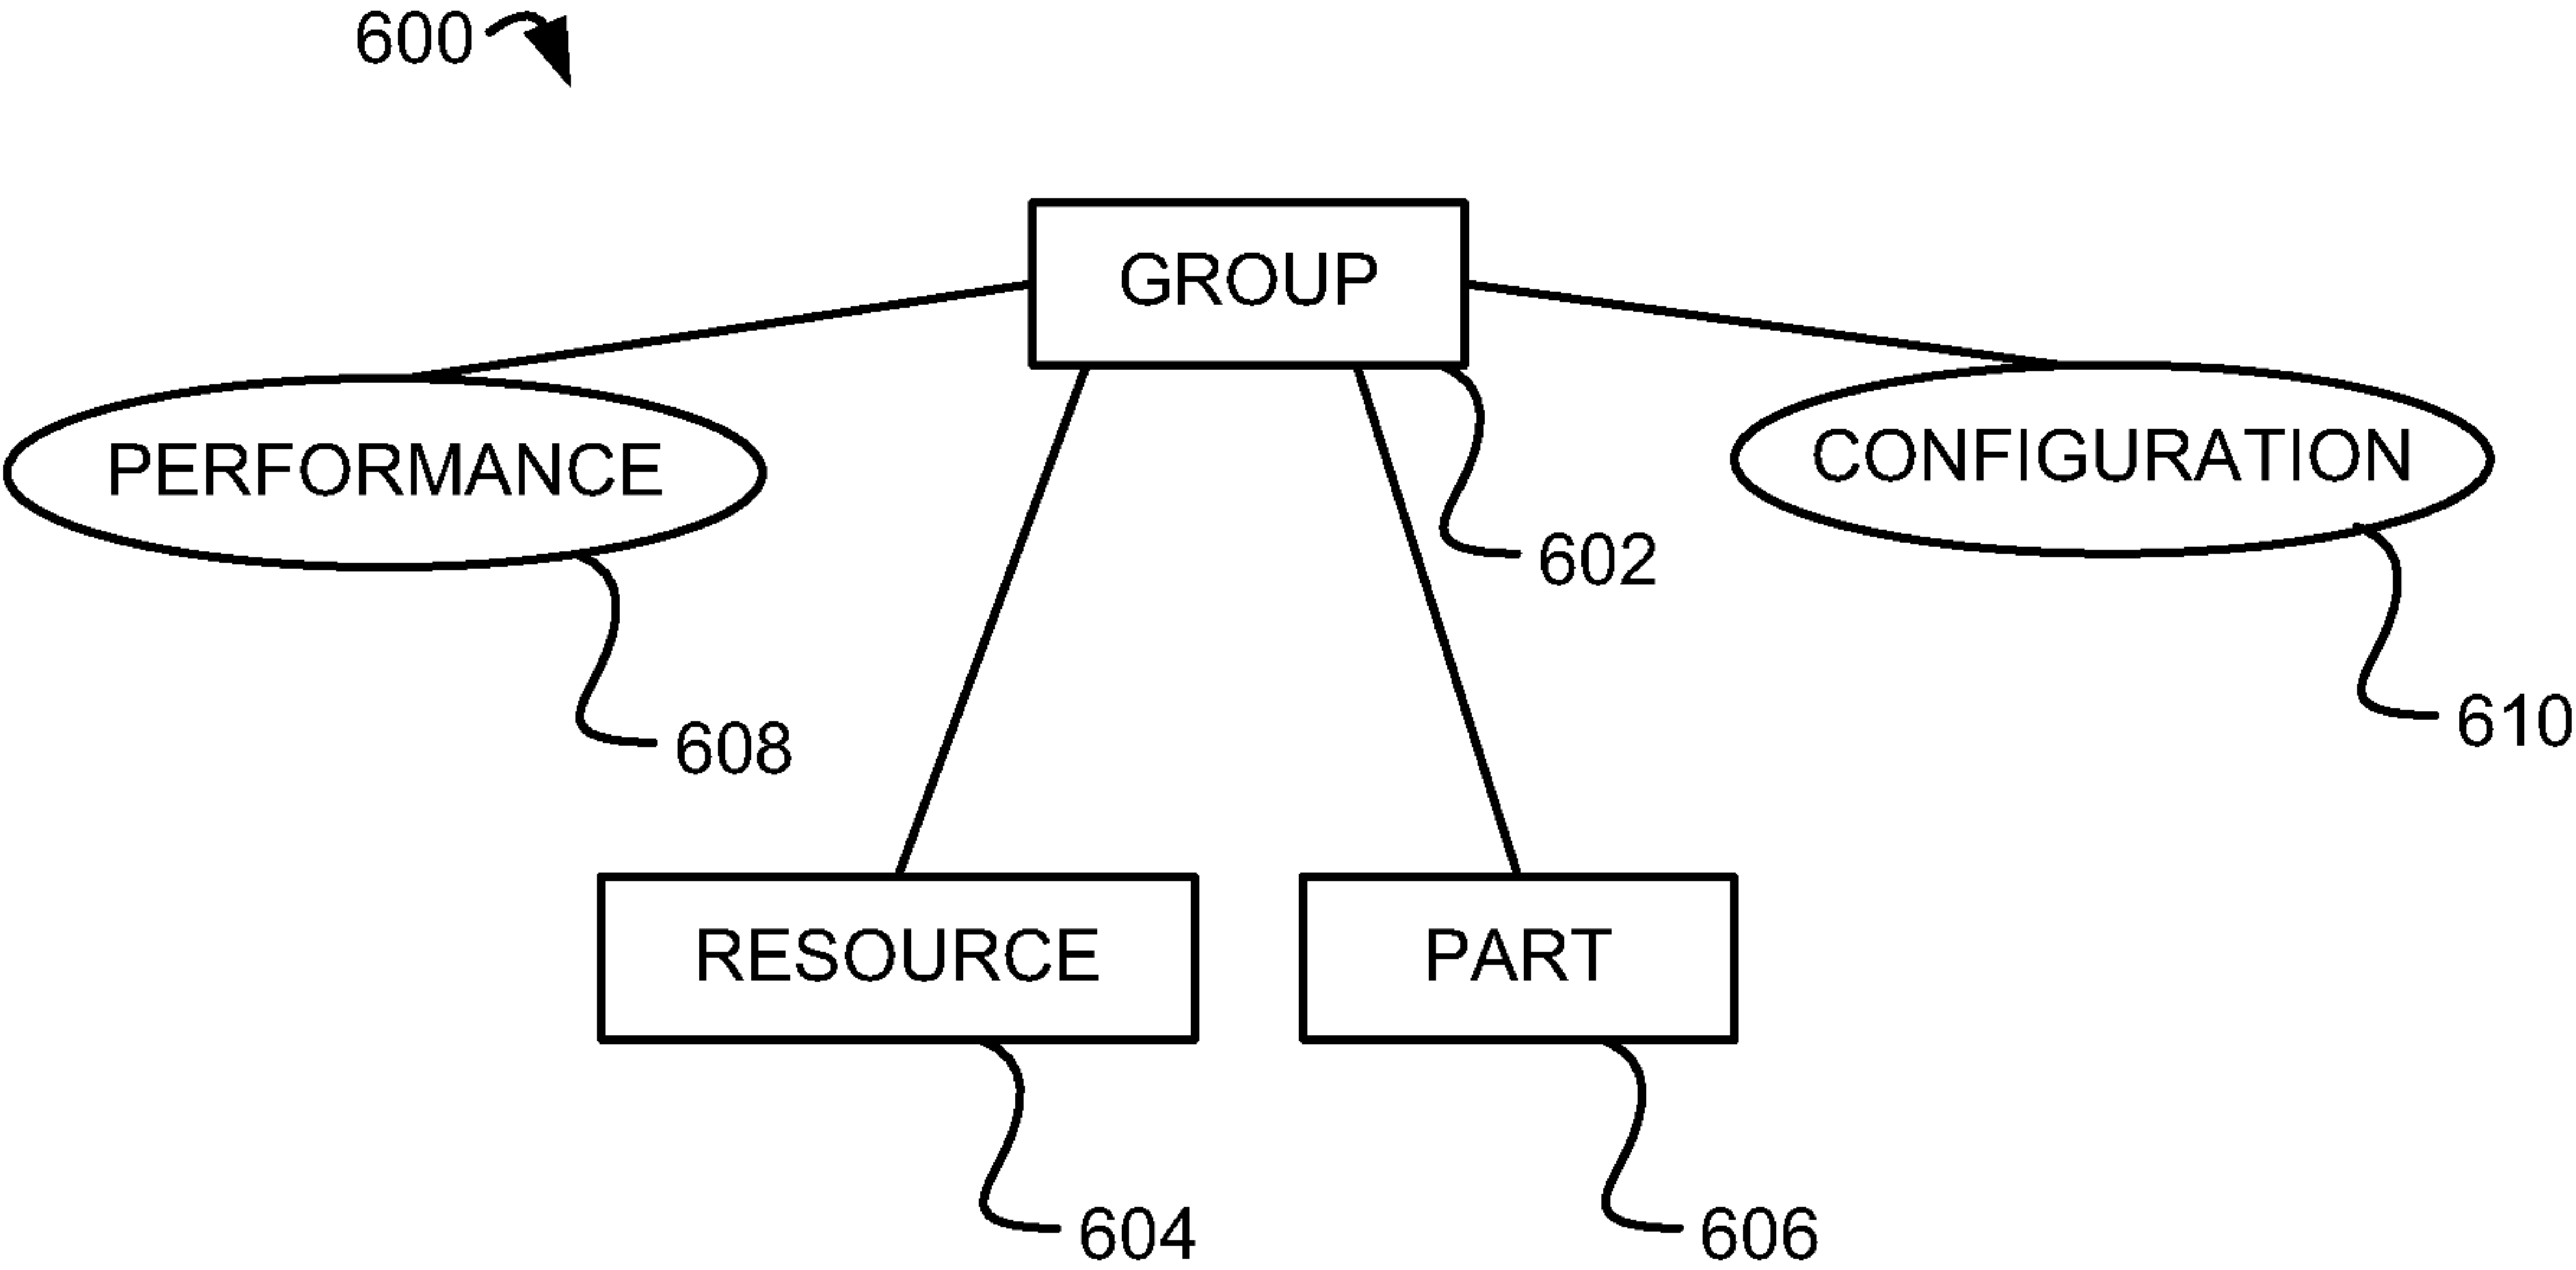 600
GROUP
PERFORMANCE
CONFIGURATION
602
608
610
RESOURCE
PART
604
606